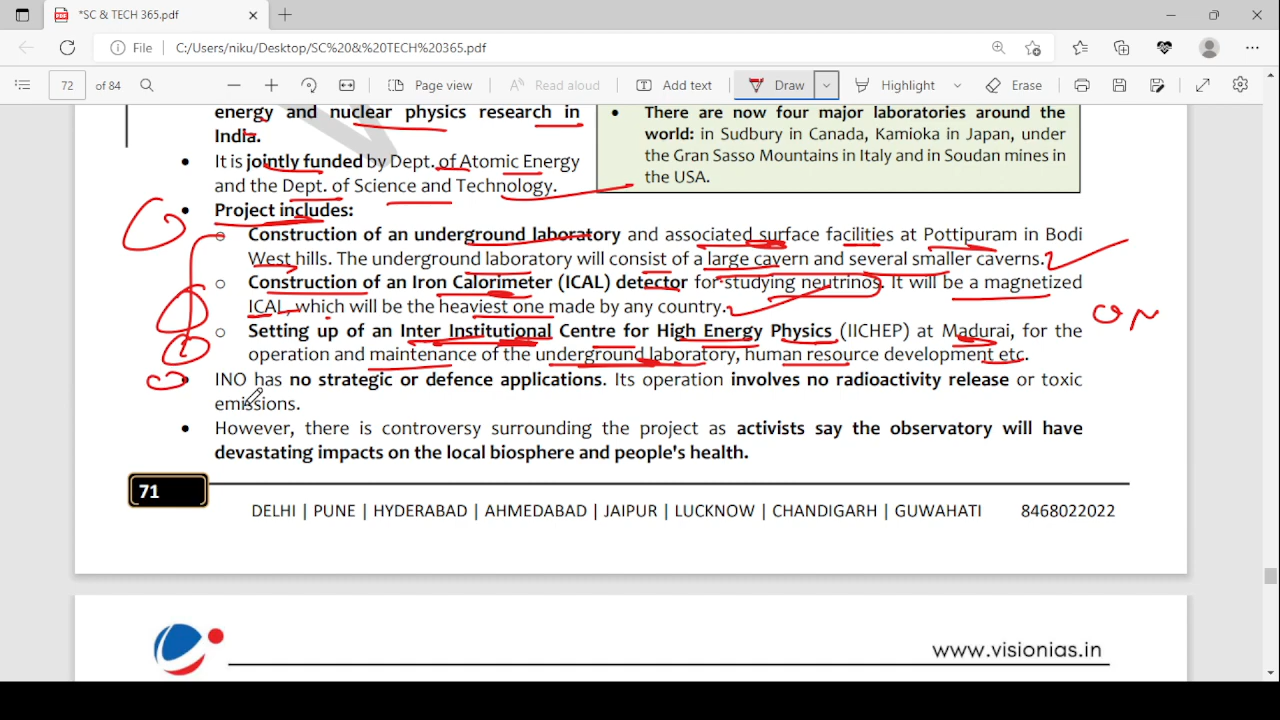 *SC & TECH 365.pdf
File C:/Users/niku/Desktop/SC%20&%20TECH%20365.pdf
72 of 84 Page view Read aloud Add text Draw Highlight Erase
energy and nuclear physics research in
India.
• It is jointly funded by Dept. of Atomic Energy
and the Dept. of Science and Technology.
• There are now four major laboratories around the
world: in Sudbury in Canada, Kamioka in Japan, under
the Gran Sasso Mountains in Italy and in Soudan mines in
the USA.
• Project includes:
o Construction of an underground laboratory and associated surface facilities at Pottipuram in Bodi
West hills. The underground laboratory will consist of a large cavern and several smaller caverns.
o Construction of an Iron Calorimeter (ICAL) detector for studying neutrinos. It will be a magnetized
ICAL, which will be the heaviest one made by any country.
o Setting up of an Inter Institutional Centre for High Energy Physics (IICHEP) at Madurai, for the
operation and maintenance of the underground laboratory, human resource development etc.
• INO has no strategic or defence applications. Its operation involves no radioactivity release or toxic
emissions.
• However, there is controversy surrounding the project as activists say the observatory will have
devastating impacts on the local biosphere and people's health.
71
DELHI | PUNE | HYDERABAD | AHMEDABAD | JAIPUR | LUCKNOW | CHANDIGARH | GUWAHATI 8468022022
www.visionias.in